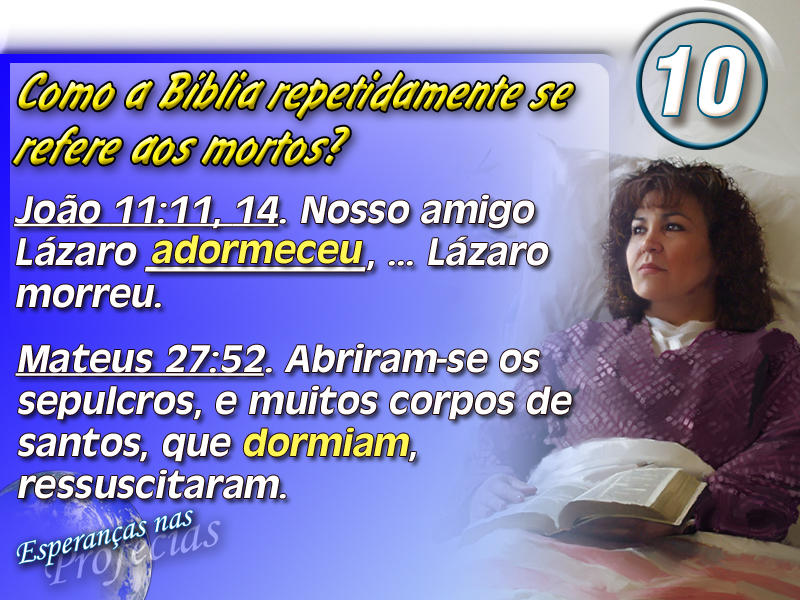 10
Como a Bíblia repetidamente se
refere aos mortos?
João 11:11, 14. Nosso amigo
Lázaro adormeceu, ... Lázaro
morreu.
Mateus 27:52. Abriram-se os
sepulcros, e muitos corpos de
santos, que dormiam,
ressuscitaram.
Esperanças nas
Profecias